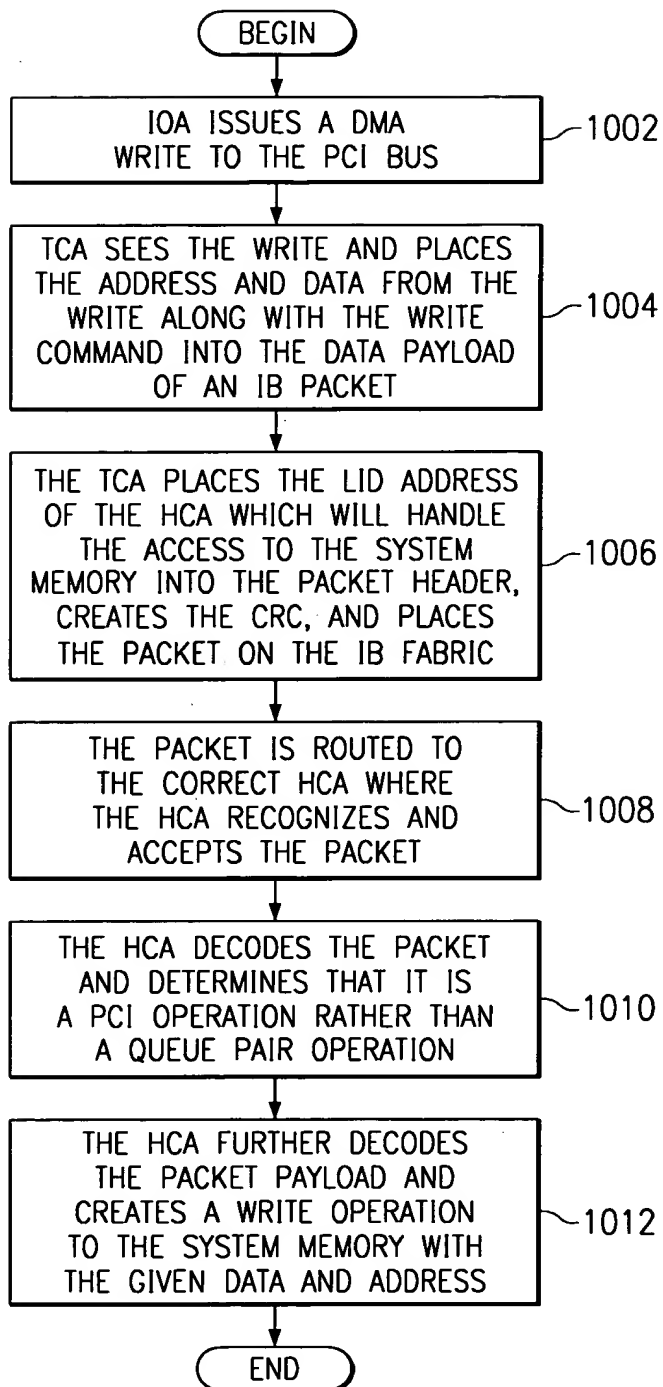 BEGIN
IOA ISSUES A DMA
WRITE TO THE PCI BUS
1002
TCA SEES THE WRITE AND PLACES
THE ADDRESS AND DATA FROM THE
WRITE ALONG WITH THE WRITE
COMMAND INTO THE DATA PAYLOAD
OF AN IB PACKET
1004
THE TCA PLACES THE LID ADDRESS
OF THE HCA WHICH WILL HANDLE
THE ACCESS TO THE SYSTEM
MEMORY INTO THE PACKET HEADER,
CREATES THE CRC, AND PLACES
THE PACKET ON THE IB FABRIC
1006
THE PACKET IS ROUTED TO
THE CORRECT HCA WHERE
THE HCA RECOGNIZES AND
ACCEPTS THE PACKET
1008
THE HCA DECODES THE PACKET
AND DETERMINES THAT IT IS
A PCI OPERATION RATHER THAN
A QUEUE PAIR OPERATION
1010
THE HCA FURTHER DECODES
THE PACKET PAYLOAD AND
CREATES A WRITE OPERATION
TO THE SYSTEM MEMORY WITH
THE GIVEN DATA AND ADDRESS
1012
END